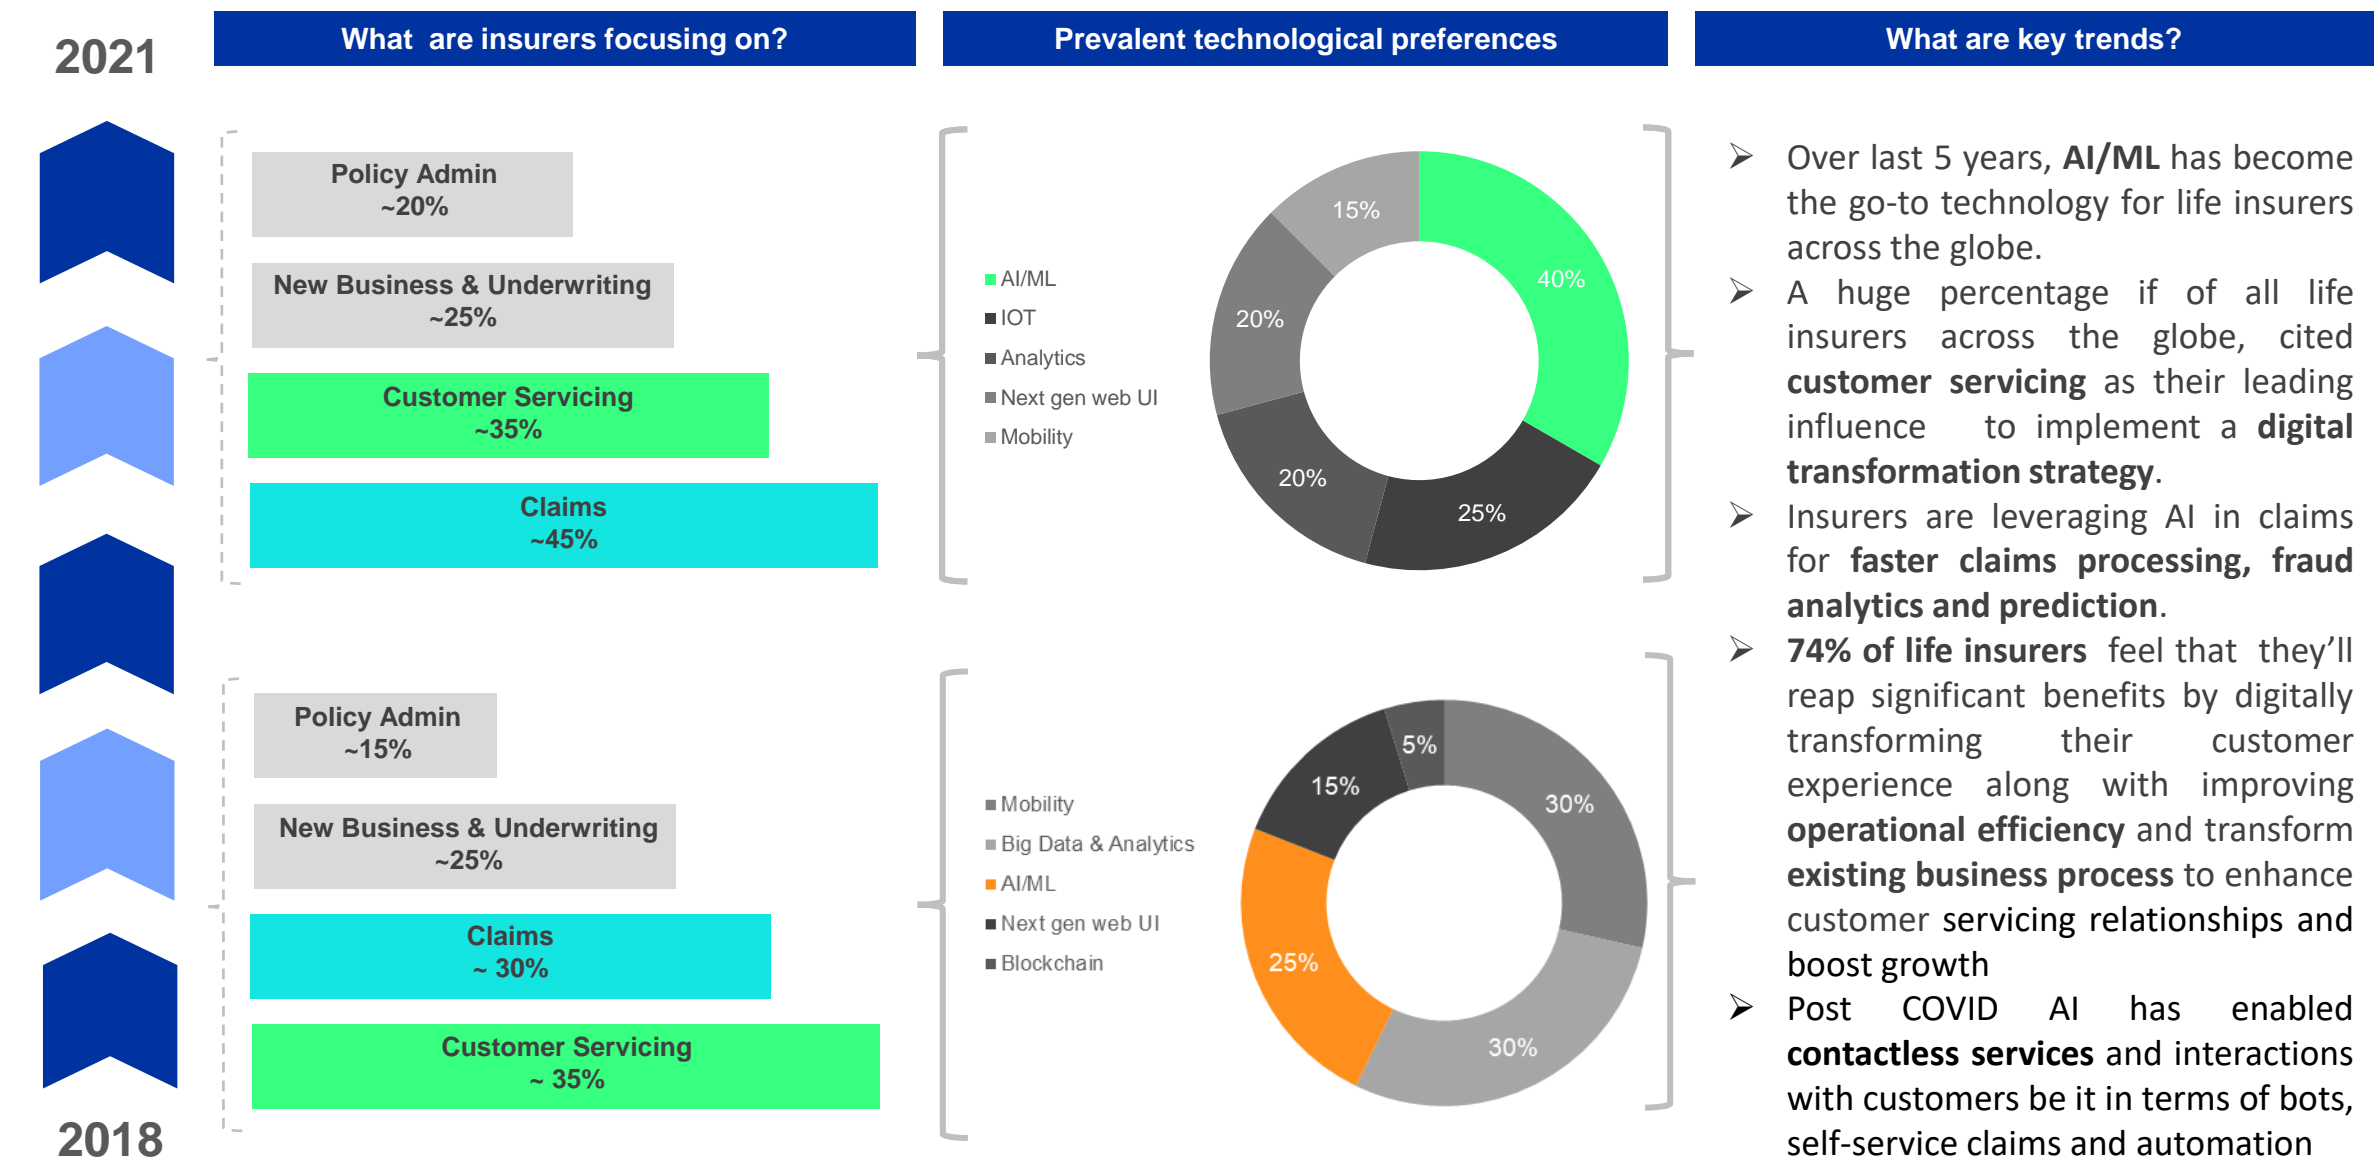 2021
What are insurers focusing on?
Prevalent technological preferences
What are key trends?
Policy Admin
~20%
New Business & Underwriting
~25%
Customer Servicing
~35%
Claims
~45%
AI/ML
IOT
Analytics
Next gen web UI
Mobility
15%
40%
20%
20%
25%
Policy Admin
~15%
New Business & Underwriting
~25%
Claims
~ 30%
Customer Servicing
~ 35%
2018
Mobility
Big Data & Analytics
AI/ML
Next gen web UI
Blockchain
5%
15%
30%
25%
30%
➢ Over last 5 years, AI/ML has become
the go-to technology for life insurers
across the globe.
➢ A huge percentage if of all life
insurers across the globe, cited
customer servicing as their leading
influence to implement a digital
transformation strategy.
➢ Insurers are leveraging AI in claims
for faster claims processing, fraud
analytics and prediction.
➢ 74% of life insurers feel that they’ll
reap significant benefits by digitally
transforming their customer
experience along with improving
operational efficiency and transform
existing business process to enhance
customer servicing relationships and
boost growth
➢ Post COVID AI has enabled
contactless services and interactions
with customers be it in terms of bots,
self-service claims and automation